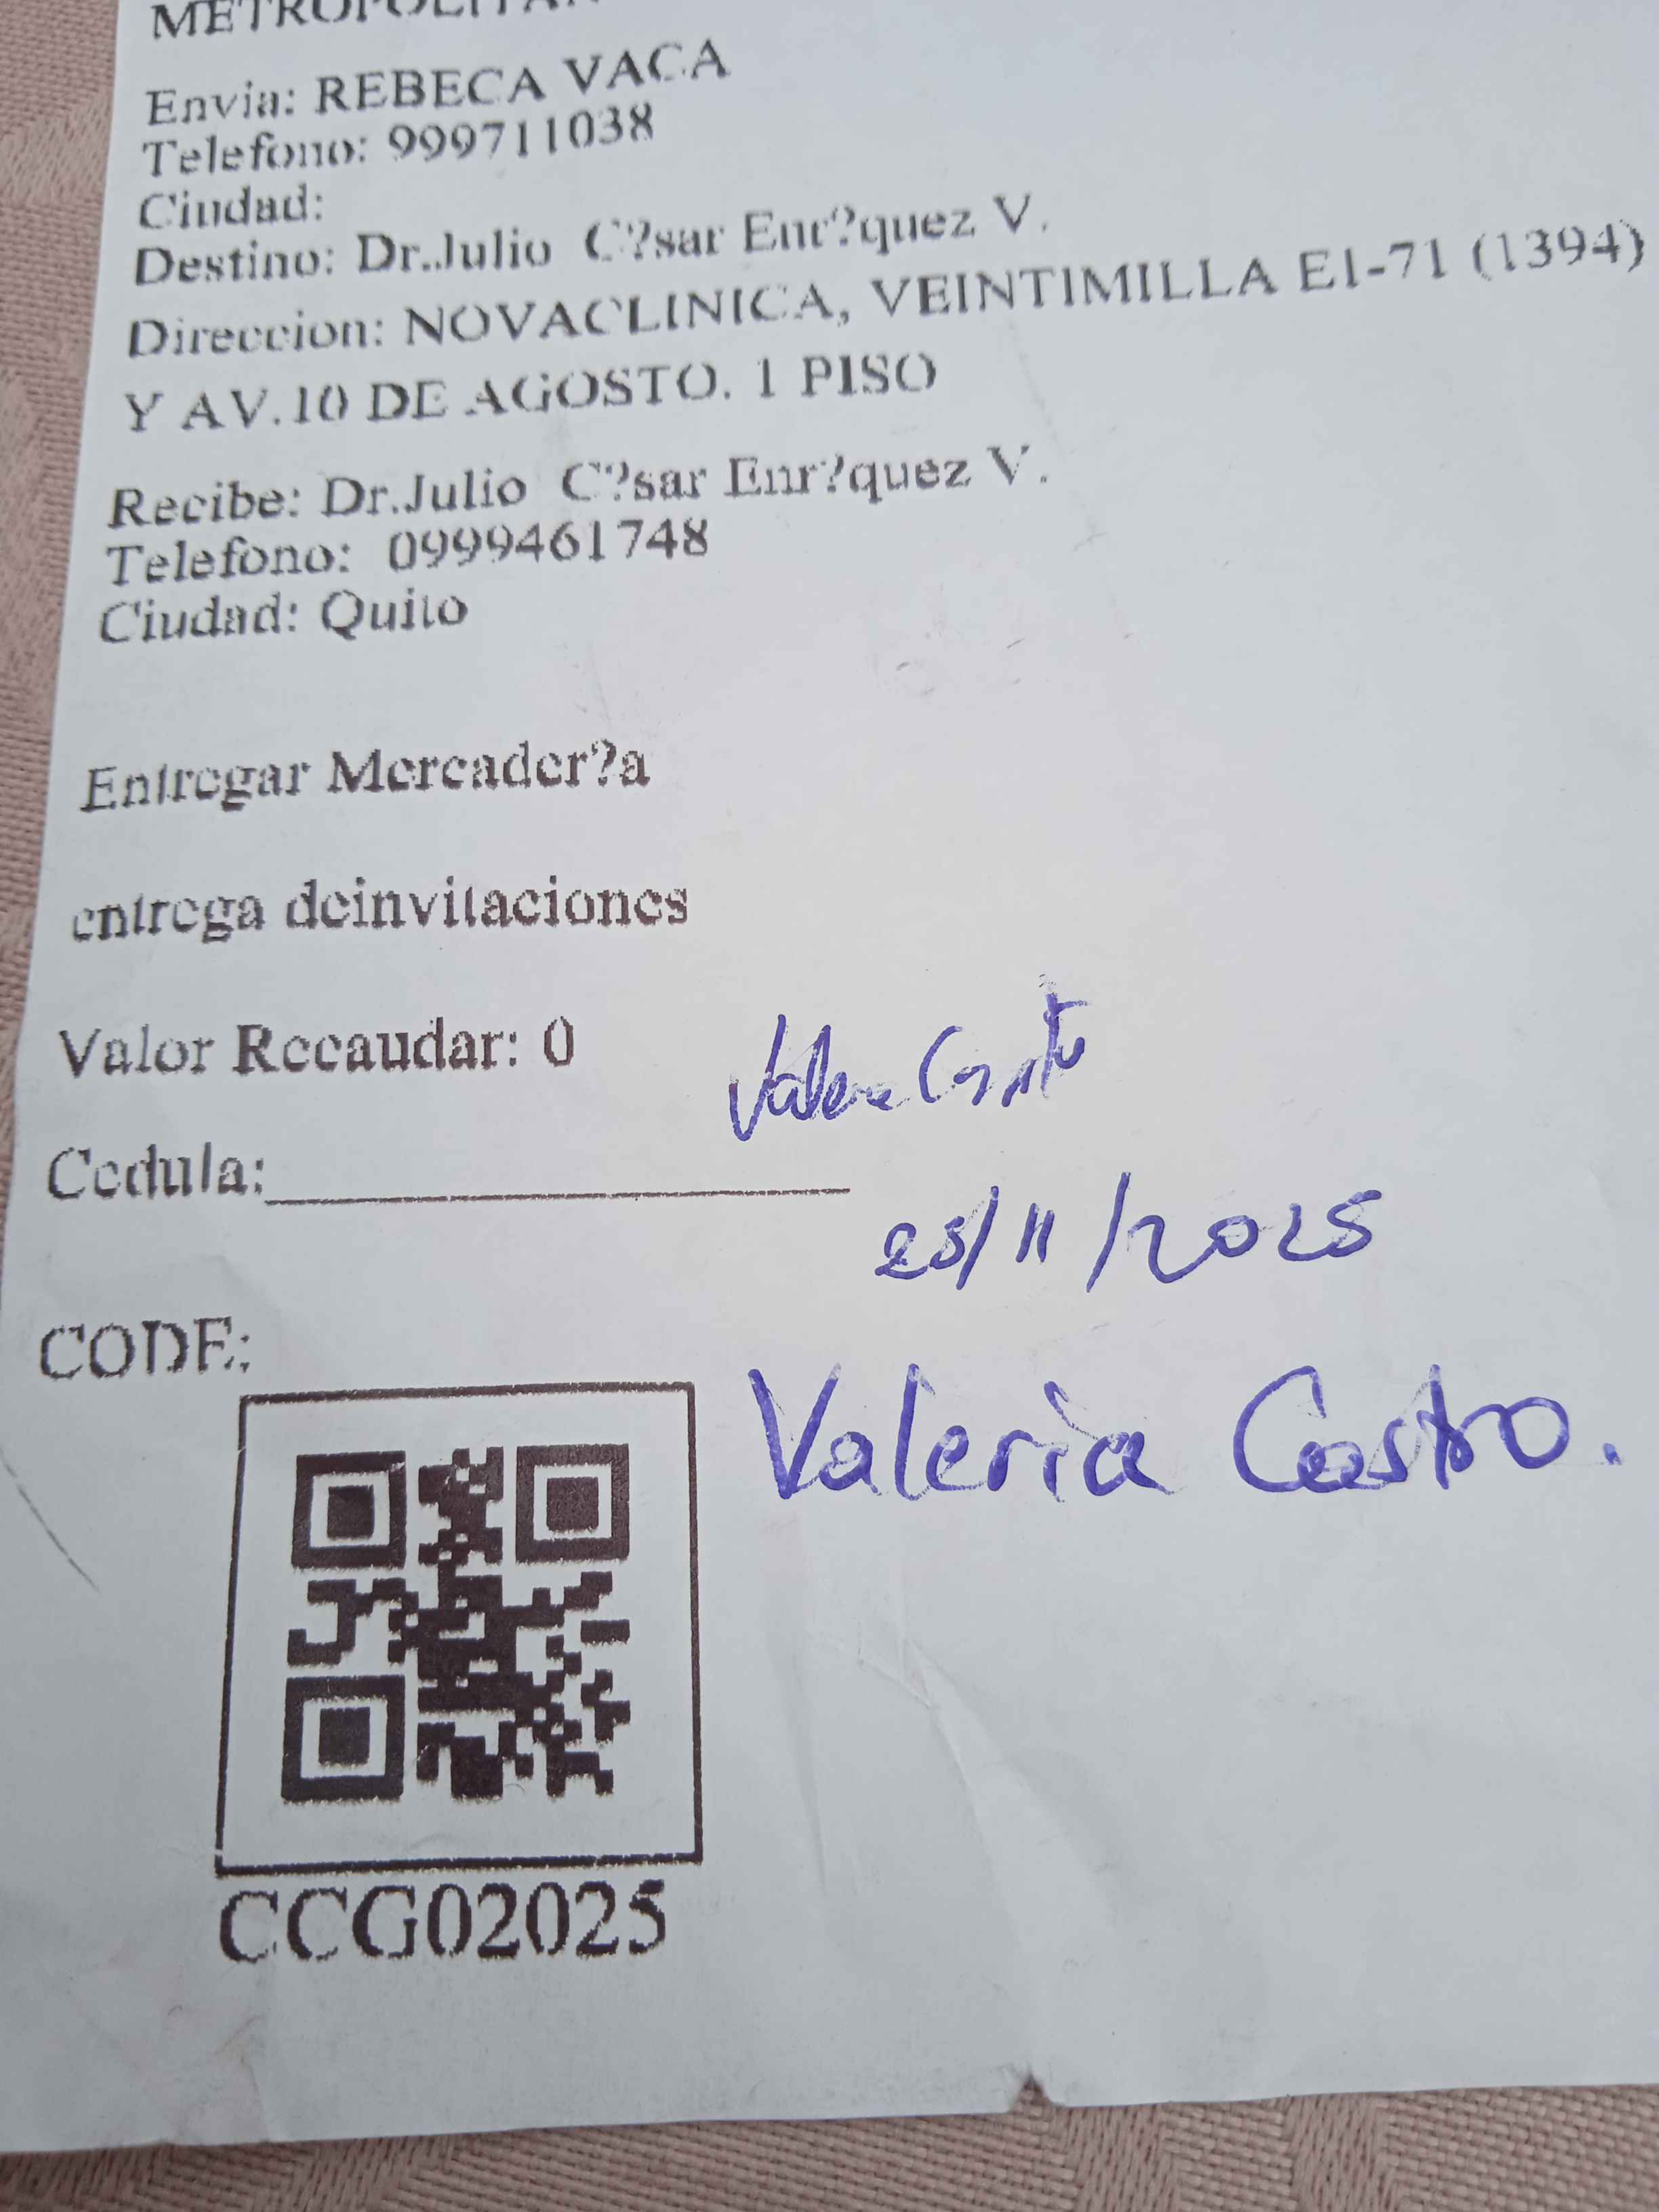 METROPOLITAN
Envia: REBECA VACA
Telefono: 999711038
Ciudad:
Destino: Dr.Julio C?sar Enr?quez V.
Direccion: NOVACLINICA, VEINTIMILLA E1-71 (1394)
Y AV.10 DE AGOSTO. 1 PISO
Recibe: Dr.Julio C?sar Enr?quez V.
Telefono: 0999461748
Ciudad: Quito
Entregar Mercader?a
entrega deinvitaciones
Valor Recaudar: 0
Cedula:
25/11/2025
CODE:
Valeria Castro.
CCG02025